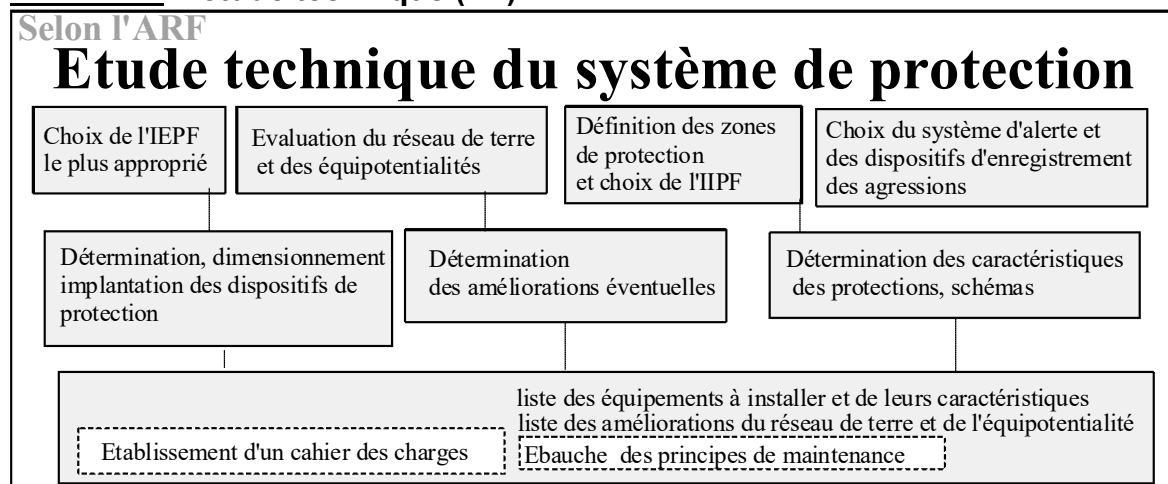 Selon l'ARF
Etude technique du système de protection
Choix de l'IEPF
le plus approprié
Evaluation du réseau de terre
et des équipotentialités
Définition des zones
de protection
et choix de l'IIPF
Choix du système d'alerte et
des dispositifs d'enregistrement
des agressions
Détermination, dimensionnement
implantation des dispositifs de
protection
Détermination
des améliorations éventuelles
Détermination des caractéristiques
des protections, schémas
liste des équipements à installer et de leurs caractéristiques
liste des améliorations du réseau de terre et de l'équipotentialité
Etablissement d'un cahier des charges
Ebauche des principes de maintenance